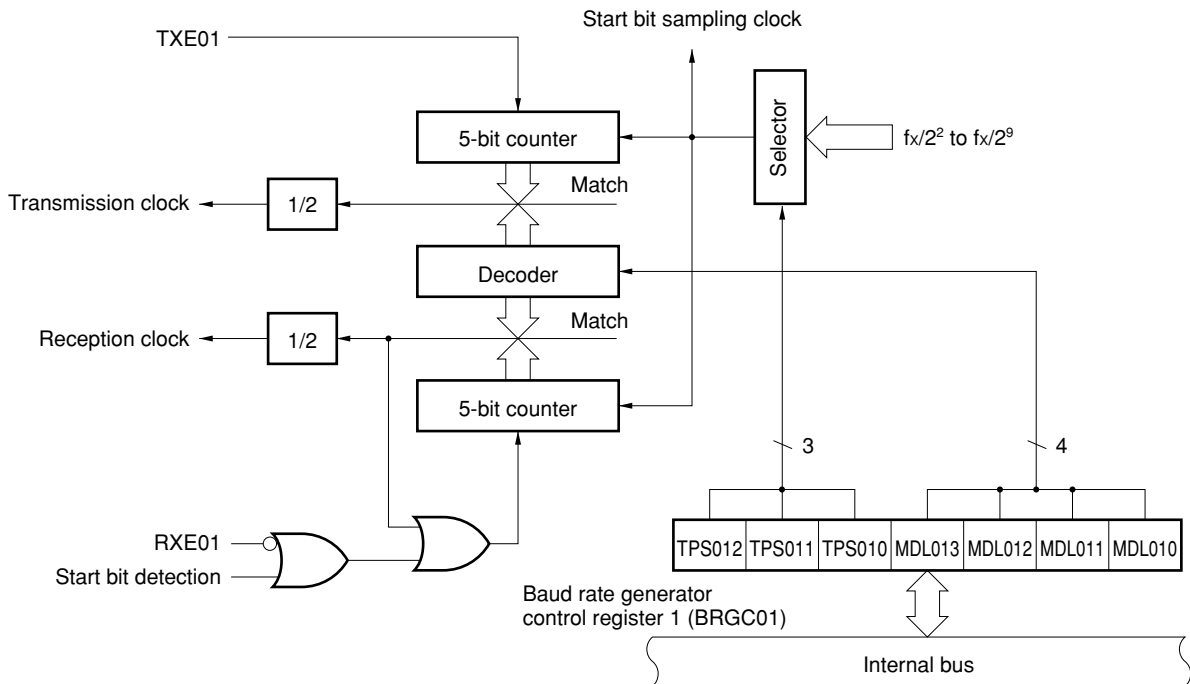 Start bit sampling clock
TXE01
5-bit counter
Selector
fx/2² to fx/2⁹
Match
Transmission clock
1/2
Decoder
Match
Reception clock
1/2
5-bit counter
3
4
RXE01
Start bit detection
TPS012 TPS011 TPS010 MDL013 MDL012 MDL011 MDL010
Baud rate generator
control register 1 (BRGC01)
Internal bus